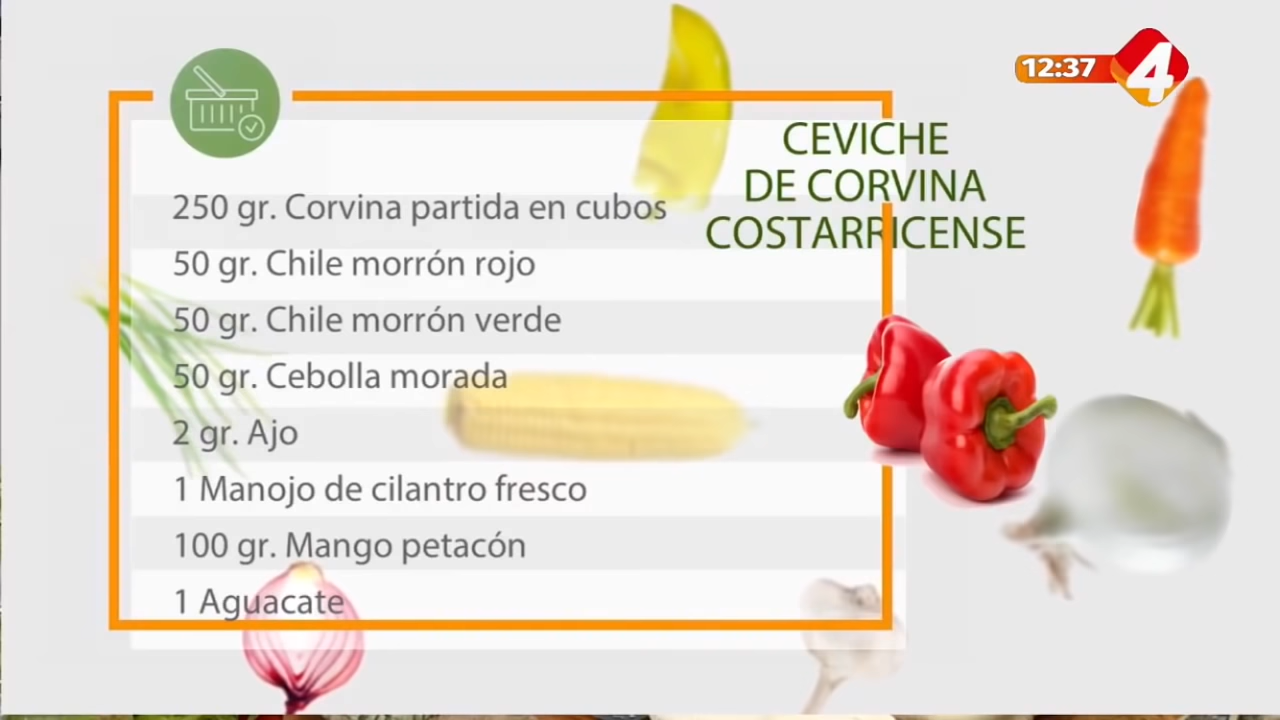 12:37
4
CEVICHE
DE CORVINA
COSTARRICENSE
250 gr. Corvina partida en cubos
50 gr. Chile morrón rojo
50 gr. Chile morrón verde
50 gr. Cebolla morada
2 gr. Ajo
1 Manojo de cilantro fresco
100 gr. Mango petacón
1 Aguacate